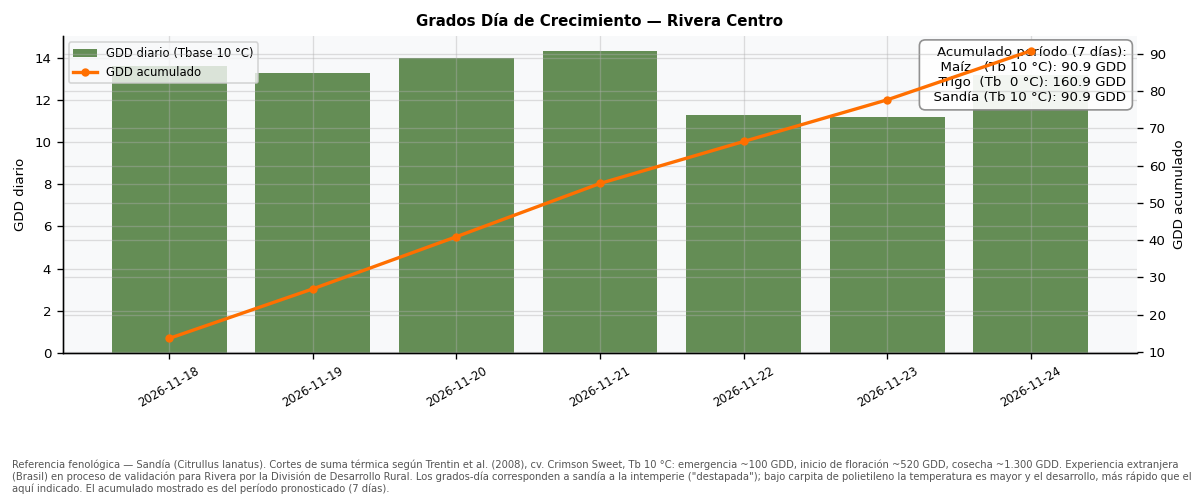 Grados Día de Crecimiento — Rivera Centro
GDD diario (Tbase 10 °C)
GDD acumulado
Acumulado período (7 días):
Maíz (Tb 10 °C): 90.9 GDD
Trigo (Tb 0 °C): 160.9 GDD
Sandía (Tb 10 °C): 90.9 GDD
GDD diario
14
12
10
8
6
4
2
0
GDD acumulado
90
80
70
60
50
40
30
20
10
2026-11-18
2026-11-19
2026-11-20
2026-11-21
2026-11-22
2026-11-23
2026-11-24
Referencia fenológica — Sandía (Citrullus lanatus). Cortes de suma térmica según Trentin et al. (2008), cv. Crimson Sweet, Tb 10 °C: emergencia ~100 GDD, inicio de floración ~520 GDD, cosecha ~1.300 GDD. Experiencia extranjera
(Brasil) en proceso de validación para Rivera por la División de Desarrollo Rural. Los grados-día corresponden a sandía a la intemperie ("destapada"); bajo carpita de polietileno la temperatura es mayor y el desarrollo, más rápido que el
aquí indicado. El acumulado mostrado es del período pronosticado (7 días).